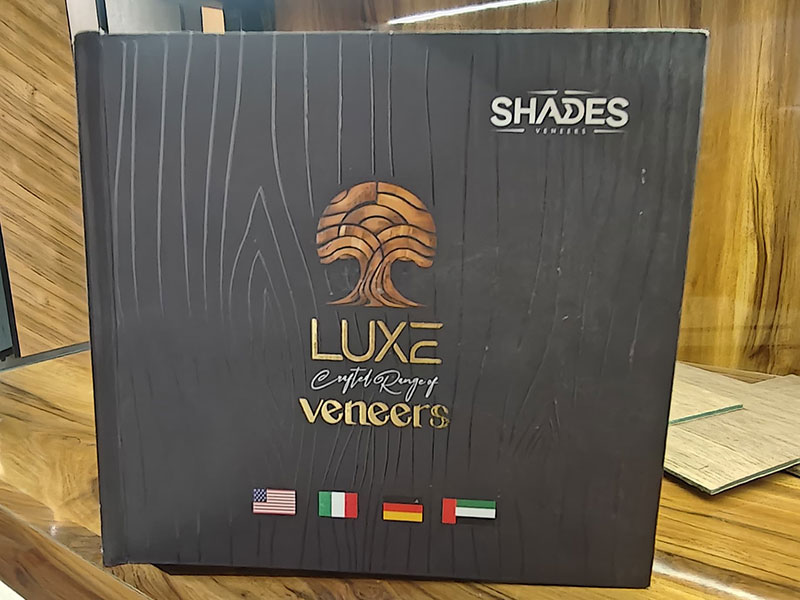 SHADES
VENEERS
LUXE
Crafted Range of
veneers